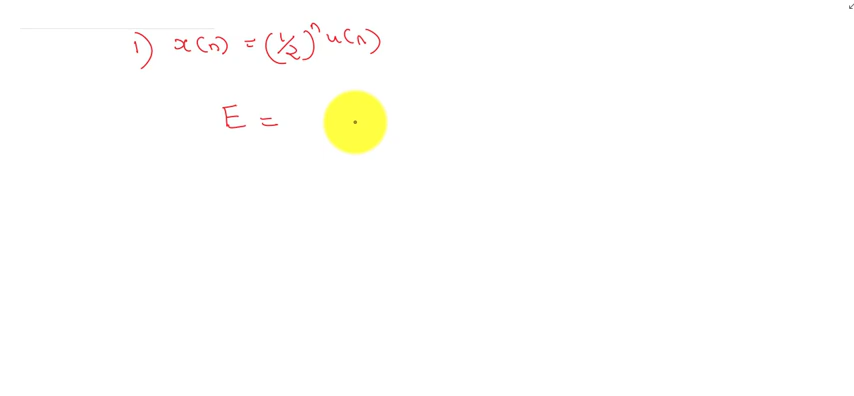 1) x(n) = (1/2)^n u(n)
E =